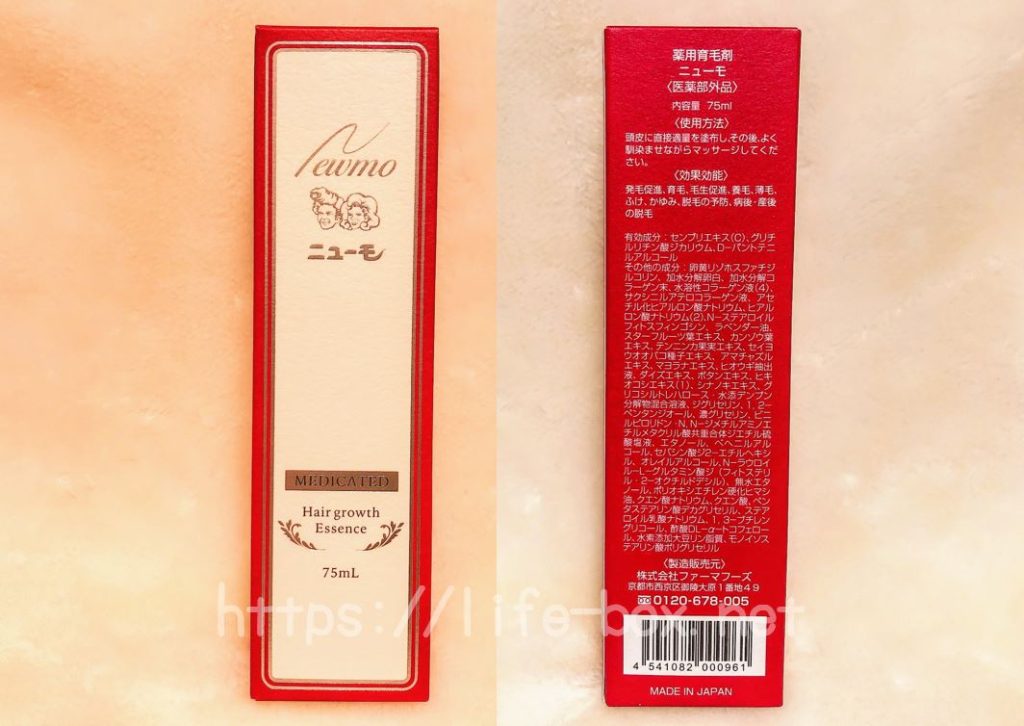 Newmo
ニューモ
MEDICATED
Hair growth
Essence
75mL
薬用育毛剤
ニューモ
〈医薬部外品〉
内容量 75ml
〈使用方法〉
頭皮に直接適量を塗布し、その後、よく
馴染ませながらマッサージしてくだ
さい。
〈効果効能〉
発毛促進、育毛、毛生促進、養毛、薄毛、
ふけ、かゆみ、脱毛の予防、病後・産後
の脱毛
有効成分：センブリエキス(C)、グリチ
ルリチン酸ジカリウム、D-パントテニ
ルアルコール
その他の成分：卵黄リゾホスファチジ
ルコリン、加水分解卵白、加水分解コ
ラーゲン末、水溶性コラーゲン液(4)、
サクシニルアテロコラーゲン液、アセ
チル化ヒアルロン酸ナトリウム、ヒアル
ロン酸ナトリウム(2)、N-ステアロイル
フィトスフィンゴシン、ラベンダー油、
スターフルーツ葉エキス、カンゾウ葉
エキス、テンニンカ果実エキス、セイヨ
ウオオバコ種子エキス、アマチャヅル
エキス、マヨラナエキス、ヒオウギ抽出
液、ダイズエキス、ボタンエキス、ヒキ
オコシエキス(1)、シナノキエキス、グ
リコシルトレハロース・水添デンプン
分解物混合溶液、ジグリセリン、1，2-
ペンタンジオール、濃グリセリン、ビニ
ルピロリドン・N，N-ジメチルアミノエ
チルメタクリル酸共重合体ジエチル硫
酸塩液、エタノール、ベヘニルアル
コール、セバシン酸ジ2-エチルヘキシ
ル、オレイルアルコール、N-ラウロイ
ル-L-グルタミン酸ジ（フィトステリ
ル・2-オクチルドデシル）、無水エタ
ノール、ポリオキシエチレン硬化ヒマシ
油、クエン酸ナトリウム、クエン酸、ペン
タステアリン酸デカグリセリル、ステア
ロイル乳酸ナトリウム、1，3-ブチレン
グリコール、酢酸DL-α-トコフェロー
ル、水素添加大豆リン脂質、モノイソス
テアリン酸ポリグリセリル
〈製造販売元〉
株式会社ファーマフーズ
京都市西京区御陵大原1番地49
0120-678-005
https://life-box.net
4 541082 000961
MADE IN JAPAN